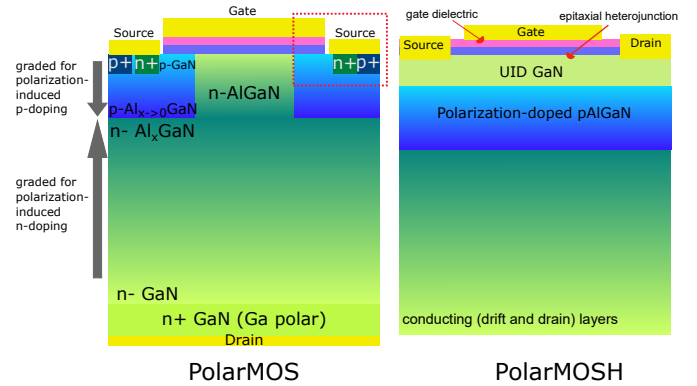 Gate
Source
Source
p+
n+
p-GaN
n+
p+
graded for
polarization-
induced
p-doping
n-AlGaN
p-Alx->0GaN
n- AlxGaN
graded for
polarization-
induced
n-doping
n- GaN
n+ GaN (Ga polar)
Drain
PolarMOS
gate dielectric
epitaxial heterojunction
Source
Gate
Drain
UID GaN
Polarization-doped pAlGaN
conducting (drift and drain) layers
PolarMOSH